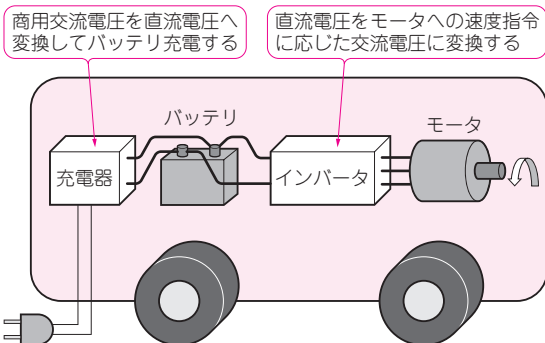 商用交流電圧を直流電圧へ
変換してバッテリ充電する
直流電圧をモータへの速度指令
に応じた交流電圧に変換する
バッテリ
モータ
充電器
インバータ